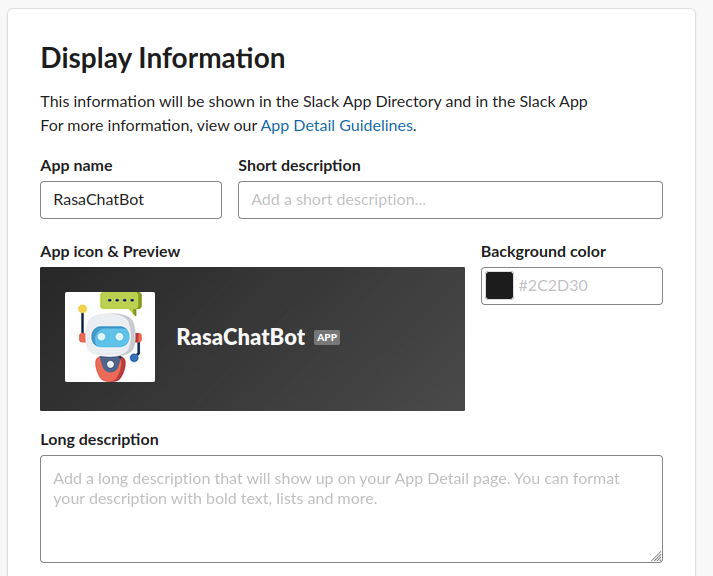 Display Information
This information will be shown in the Slack App Directory and in the Slack App
For more information, view our App Detail Guidelines.
App name
Short description
RasaChatBot
Add a short description...
App icon & Preview
Background color
#2C2D30
RasaChatBot APP
Long description
Add a long description that will show up on your App Detail page. You can format
your description with bold text, lists and more.